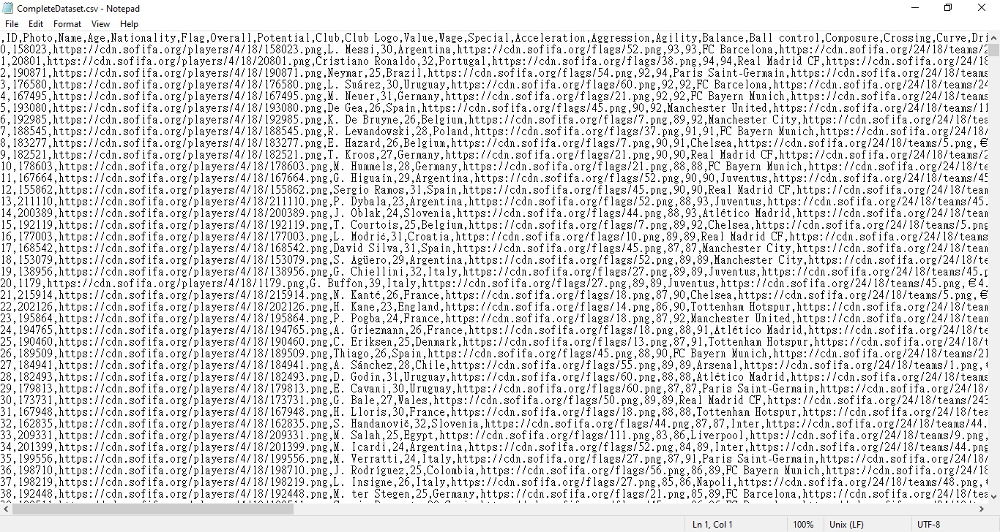 CompleteDataset.csv - Notepad
File Edit Format View Help
,ID,Photo,Name,Age,Nationality,Flag,Overall,Potential,Club,Club Logo,Value,Wage,Special,Acceleration,Aggression,Agility,Balance,Ball control,Composure,Crossing,Curve,Dri
0,158023,https://cdn.sofifa.org/players/4/18/158023.png,L. Messi,30,Argentina,https://cdn.sofifa.org/flags/52.png,93,93,FC Barcelona,https://cdn.sofifa.org/24/18/teams/2
1,20801,https://cdn.sofifa.org/players/4/18/20801.png,Cristiano Ronaldo,32,Portugal,https://cdn.sofifa.org/flags/38.png,94,94,Real Madrid CF,https://cdn.sofifa.org/24/18
2,190871,https://cdn.sofifa.org/players/4/18/190871.png,Neymar,25,Brazil,https://cdn.sofifa.org/flags/54.png,92,94,Paris Saint-Germain,https://cdn.sofifa.org/24/18/teams
3,176580,https://cdn.sofifa.org/players/4/18/176580.png,L. Suárez,30,Uruguay,https://cdn.sofifa.org/flags/60.png,92,92,FC Barcelona,https://cdn.sofifa.org/24/18/teams/24
4,167495,https://cdn.sofifa.org/players/4/18/167495.png,M. Neuer,31,Germany,https://cdn.sofifa.org/flags/21.png,92,92,FC Bayern Munich,https://cdn.sofifa.org/24/18/teams
5,193080,https://cdn.sofifa.org/players/4/18/193080.png,De Gea,26,Spain,https://cdn.sofifa.org/flags/45.png,90,92,Manchester United,https://cdn.sofifa.org/24/18/teams/11
6,192985,https://cdn.sofifa.org/players/4/18/192985.png,K. De Bruyne,26,Belgium,https://cdn.sofifa.org/flags/7.png,89,92,Manchester City,https://cdn.sofifa.org/24/18/tea
7,188545,https://cdn.sofifa.org/players/4/18/188545.png,R. Lewandowski,28,Poland,https://cdn.sofifa.org/flags/37.png,91,91,FC Bayern Munich,https://cdn.sofifa.org/24/18/
8,183277,https://cdn.sofifa.org/players/4/18/183277.png,E. Hazard,26,Belgium,https://cdn.sofifa.org/flags/7.png,90,91,Chelsea,https://cdn.sofifa.org/24/18/teams/5.png,€
9,182521,https://cdn.sofifa.org/players/4/18/182521.png,T. Kroos,27,Germany,https://cdn.sofifa.org/flags/21.png,90,90,Real Madrid CF,https://cdn.sofifa.org/24/18/teams/2
10,178603,https://cdn.sofifa.org/players/4/18/178603.png,M. Hummels,28,Germany,https://cdn.sofifa.org/flags/21.png,88,88,FC Bayern Munich,https://cdn.sofifa.org/24/18/te
11,167664,https://cdn.sofifa.org/players/4/18/167664.png,G. Higuaín,29,Argentina,https://cdn.sofifa.org/flags/52.png,90,90,Juventus,https://cdn.sofifa.org/24/18/teams/45
12,155862,https://cdn.sofifa.org/players/4/18/155862.png,Sergio Ramos,31,Spain,https://cdn.sofifa.org/flags/45.png,90,90,Real Madrid CF,https://cdn.sofifa.org/24/18/team
13,211110,https://cdn.sofifa.org/players/4/18/211110.png,P. Dybala,23,Argentina,https://cdn.sofifa.org/flags/52.png,88,93,Juventus,https://cdn.sofifa.org/24/18/teams/45.
14,200389,https://cdn.sofifa.org/players/4/18/200389.png,J. Oblak,24,Slovenia,https://cdn.sofifa.org/flags/44.png,88,93,Atlético Madrid,https://cdn.sofifa.org/24/18/team
15,192119,https://cdn.sofifa.org/players/4/18/192119.png,T. Courtois,25,Belgium,https://cdn.sofifa.org/flags/7.png,89,92,Chelsea,https://cdn.sofifa.org/24/18/teams/5.png
16,177003,https://cdn.sofifa.org/players/4/18/177003.png,L. Modrić,31,Croatia,https://cdn.sofifa.org/flags/10.png,89,89,Real Madrid CF,https://cdn.sofifa.org/24/18/teams
17,168542,https://cdn.sofifa.org/players/4/18/168542.png,David Silva,31,Spain,https://cdn.sofifa.org/flags/45.png,87,87,Manchester City,https://cdn.sofifa.org/24/18/team
18,153079,https://cdn.sofifa.org/players/4/18/153079.png,S. Agüero,29,Argentina,https://cdn.sofifa.org/flags/52.png,89,89,Manchester City,https://cdn.sofifa.org/24/18/te
19,138956,https://cdn.sofifa.org/players/4/18/138956.png,G. Chiellini,32,Italy,https://cdn.sofifa.org/flags/27.png,89,89,Juventus,https://cdn.sofifa.org/24/18/teams/45.p
20,1179,https://cdn.sofifa.org/players/4/18/1179.png,G. Buffon,39,Italy,https://cdn.sofifa.org/flags/27.png,89,89,Juventus,https://cdn.sofifa.org/24/18/teams/45.png,€4.
21,215914,https://cdn.sofifa.org/players/4/18/215914.png,N. Kanté,26,France,https://cdn.sofifa.org/flags/18.png,87,90,Chelsea,https://cdn.sofifa.org/24/18/teams/5.png,€
22,202126,https://cdn.sofifa.org/players/4/18/202126.png,H. Kane,23,England,https://cdn.sofifa.org/flags/14.png,86,90,Tottenham Hotspur,https://cdn.sofifa.org/24/18/team
23,195864,https://cdn.sofifa.org/players/4/18/195864.png,P. Pogba,24,France,https://cdn.sofifa.org/flags/18.png,87,92,Manchester United,https://cdn.sofifa.org/24/18/team
24,194765,https://cdn.sofifa.org/players/4/18/194765.png,A. Griezmann,26,France,https://cdn.sofifa.org/flags/18.png,88,91,Atlético Madrid,https://cdn.sofifa.org/24/18/te
25,190460,https://cdn.sofifa.org/players/4/18/190460.png,C. Eriksen,25,Denmark,https://cdn.sofifa.org/flags/13.png,87,91,Tottenham Hotspur,https://cdn.sofifa.org/24/18/t
26,189509,https://cdn.sofifa.org/players/4/18/189509.png,Thiago,26,Spain,https://cdn.sofifa.org/flags/45.png,88,90,FC Bayern Munich,https://cdn.sofifa.org/24/18/teams/21
27,184941,https://cdn.sofifa.org/players/4/18/184941.png,A. Sánchez,28,Chile,https://cdn.sofifa.org/flags/55.png,89,89,Arsenal,https://cdn.sofifa.org/24/18/teams/1.png,
28,182493,https://cdn.sofifa.org/players/4/18/182493.png,D. Godín,31,Uruguay,https://cdn.sofifa.org/flags/60.png,88,88,Atlético Madrid,https://cdn.sofifa.org/24/18/teams
29,179813,https://cdn.sofifa.org/players/4/18/179813.png,E. Cavani,30,Uruguay,https://cdn.sofifa.org/flags/60.png,87,87,Paris Saint-Germain,https://cdn.sofifa.org/24/18/
30,173731,https://cdn.sofifa.org/players/4/18/173731.png,G. Bale,27,Wales,https://cdn.sofifa.org/flags/50.png,89,89,Real Madrid CF,https://cdn.sofifa.org/24/18/teams/243
31,167948,https://cdn.sofifa.org/players/4/18/167948.png,H. Lloris,30,France,https://cdn.sofifa.org/flags/18.png,88,88,Tottenham Hotspur,https://cdn.sofifa.org/24/18/tea
32,162835,https://cdn.sofifa.org/players/4/18/162835.png,S. Handanovič,32,Slovenia,https://cdn.sofifa.org/flags/44.png,87,87,Inter,https://cdn.sofifa.org/24/18/teams/44.
33,209331,https://cdn.sofifa.org/players/4/18/209331.png,M. Salah,25,Egypt,https://cdn.sofifa.org/flags/111.png,83,86,Liverpool,https://cdn.sofifa.org/24/18/teams/9.png,
34,201399,https://cdn.sofifa.org/players/4/18/201399.png,M. Icardi,24,Argentina,https://cdn.sofifa.org/flags/52.png,84,89,Inter,https://cdn.sofifa.org/24/18/teams/44.png
35,199556,https://cdn.sofifa.org/players/4/18/199556.png,M. Verratti,24,Italy,https://cdn.sofifa.org/flags/27.png,87,91,Paris Saint-Germain,https://cdn.sofifa.org/24/18/
36,198710,https://cdn.sofifa.org/players/4/18/198710.png,J. Rodríguez,25,Colombia,https://cdn.sofifa.org/flags/56.png,86,89,FC Bayern Munich,https://cdn.sofifa.org/24/18
37,198219,https://cdn.sofifa.org/players/4/18/198219.png,L. Insigne,26,Italy,https://cdn.sofifa.org/flags/27.png,85,86,Napoli,https://cdn.sofifa.org/24/18/teams/48.png,
38,192448,https://cdn.sofifa.org/players/4/18/192448.png,M. ter Stegen,25,Germany,https://cdn.sofifa.org/flags/21.png,85,89,FC Barcelona,https://cdn.sofifa.org/24/18/tea
Ln 1, Col 1 100% Unix (LF) UTF-8